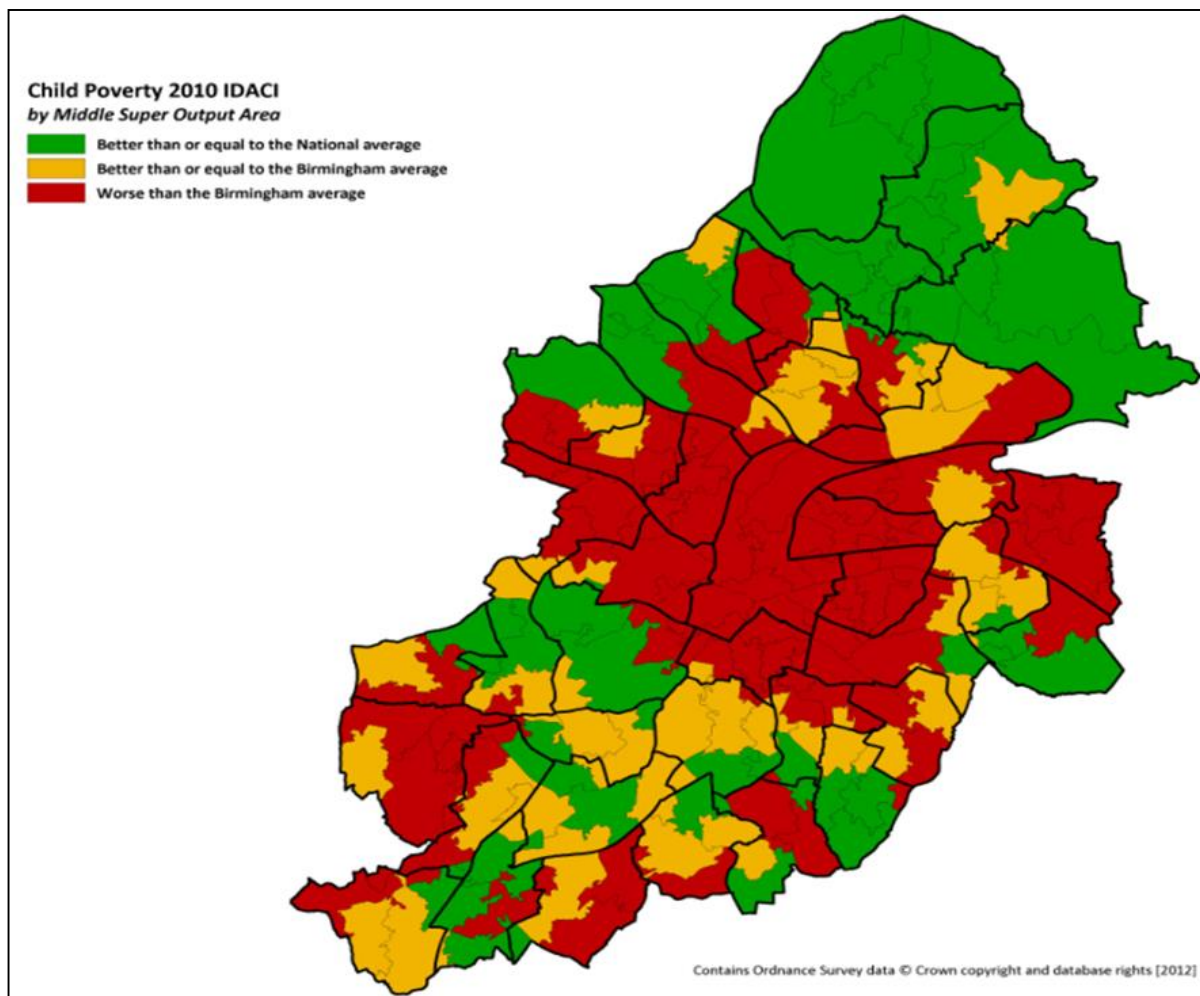 Child Poverty 2010 IDACI
by Middle Super Output Area
Better than or equal to the National average
Better than or equal to the Birmingham average
Worse than the Birmingham average
Contains Ordnance Survey data © Crown copyright and database rights [2012]